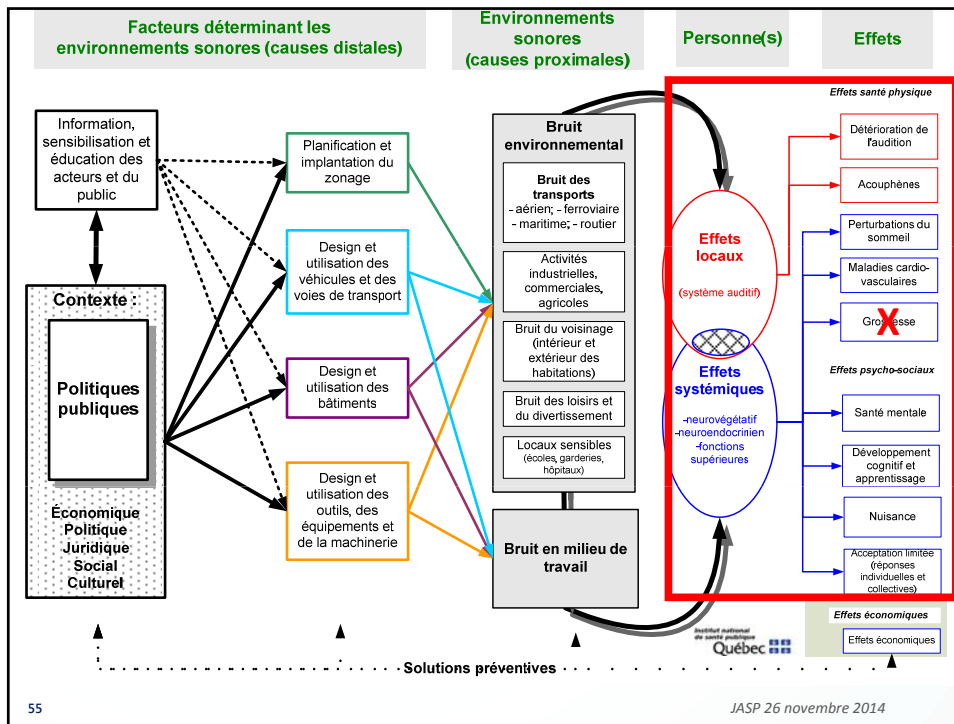 Facteurs déterminant les
environnements sonores (causes distales)
Environnements
sonores
(causes proximales)
Personne(s)
Effets
Information,
sensibilisation et
éducation des
acteurs et du
public
Contexte :
Politiques
publiques
Économique
Politique
Juridique
Social
Culturel
Planification et
implantation du
zonage
Design et
utilisation des
véhicules et des
voies de transport
Design et
utilisation des
bâtiments
Design et
utilisation des
outils, des
équipements et
de la machinerie
Bruit
environnemental
Bruit des
transports
- aérien; - ferroviaire
- maritime; - routier
Activités
industrielles,
commerciales,
agricoles
Bruit du voisinage
(intérieur et
extérieur des
habitations)
Bruit des loisirs et
du divertissement
Locaux sensibles
(écoles, garderies,
hôpitaux)
Bruit en milieu de
travail
Effets
locaux
(système auditif)
Effets
systémiques
-neurovégétatif
-neuroendocrinien
-fonctions
supérieures
Effets santé physique
Détérioration de
l'audition
Acouphènes
Perturbations du
sommeil
Maladies cardio-
vasculaires
Grossesse
X
Effets psycho-sociaux
Santé mentale
Développement
cognitif et
apprentissage
Nuisance
Acceptation limitée
(réponses
individuelles et
collectives)
Effets économiques
Effets économiques
Institut national
de santé publique
Québec
Solutions préventives
55
JASP 26 novembre 2014